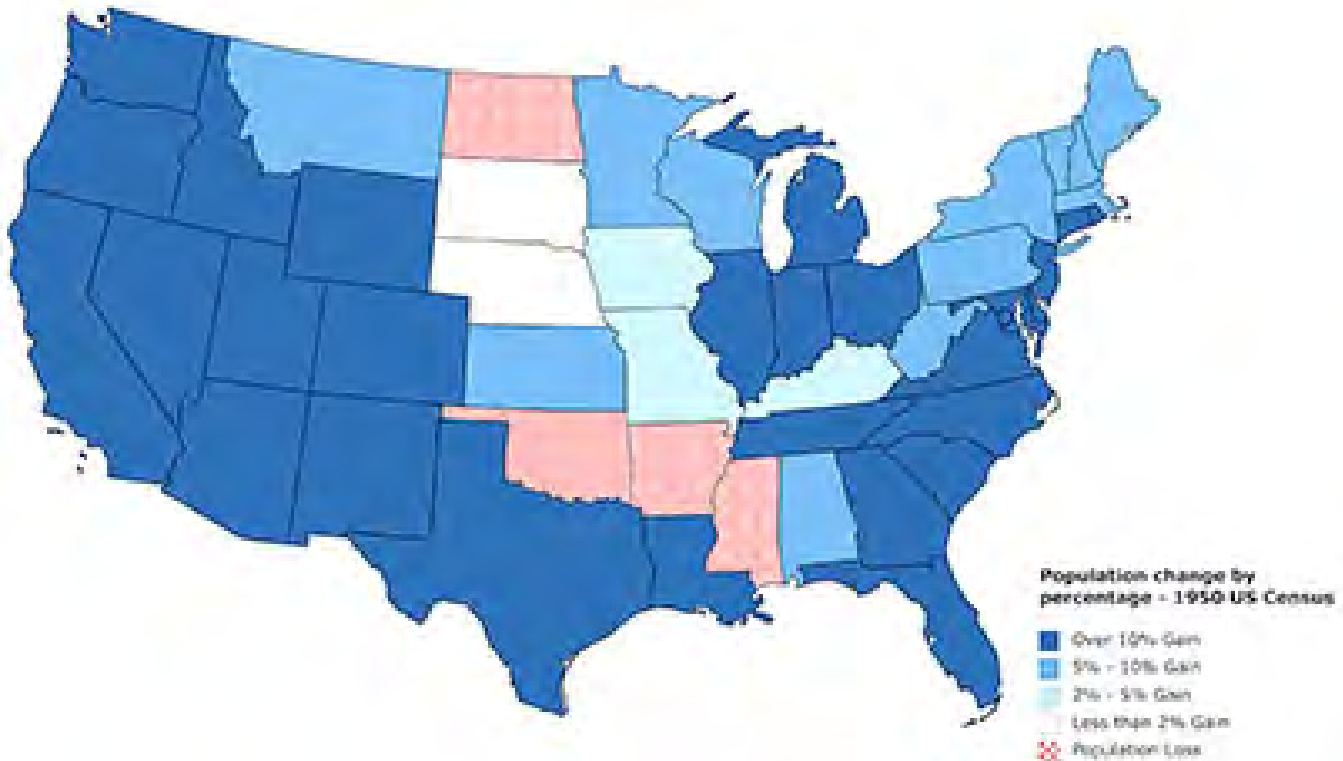 Population change by
percentage - 1950 US Census
Over 10% Gain
5% - 10% Gain
2% - 5% Gain
Less than 2% Gain
Population Loss